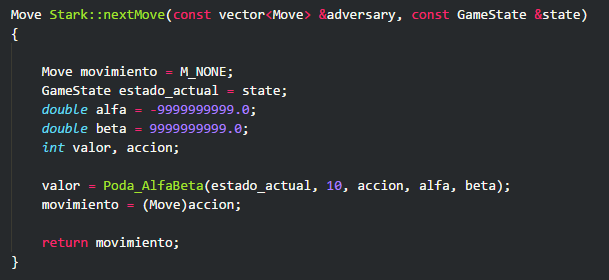 Move Stark::nextMove(const vector<Move> &adversary, const GameState &state)
{
Move movimiento = M_NONE;
GameState estado_actual = state;
double alfa = -9999999999.0;
double beta = 9999999999.0;
int valor, accion;
valor = Poda_AlfaBeta(estado_actual, 10, accion, alfa, beta);
movimiento = (Move)accion;
return movimiento;
}